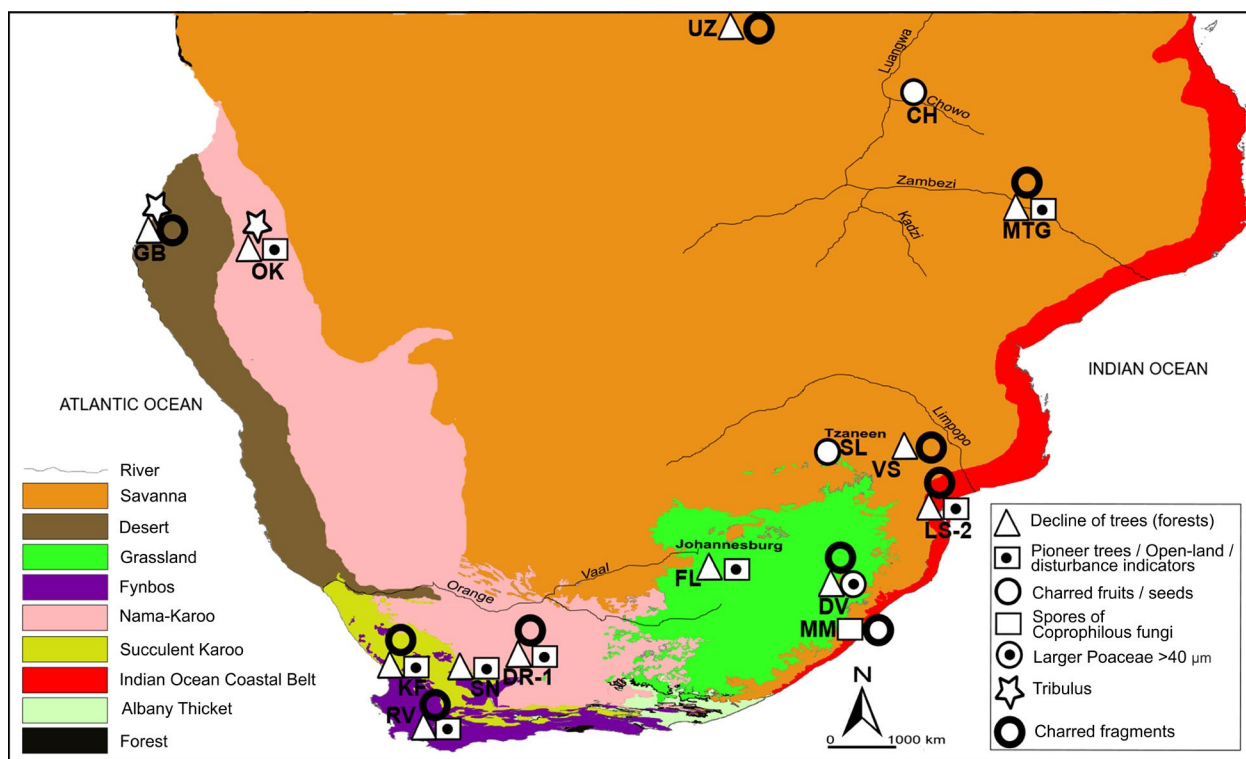 UZ
Luangwa
CH
Chowo
Zambezi
Kadzi
MTG
GB
OK
INDIAN OCEAN
ATLANTIC OCEAN
Limpopo
Tzaneen
SL
VS
LS-2
Johannesburg
FL
Vaal
Orange
DV
MM
KF
SN
DR-1
RV
N
0 1000 km
River
Savanna
Desert
Grassland
Fynbos
Nama-Karoo
Succulent Karoo
Indian Ocean Coastal Belt
Albany Thicket
Forest
Decline of trees (forests)
Pioneer trees / Open-land /
disturbance indicators
Charred fruits / seeds
Spores of
Coprophilous fungi
Larger Poaceae >40 µm
Tribulus
Charred fragments